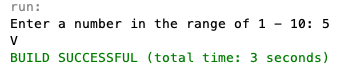 run:
Enter a number in the range of 1 - 10: 5
V
BUILD SUCCESSFUL (total time: 3 seconds)